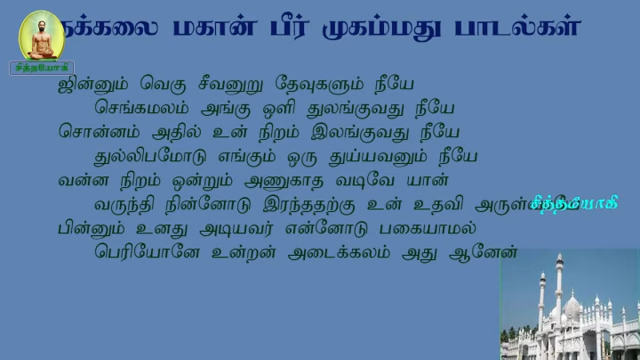 தக்கலை மகான் பீர் முகம்மது பாடல்கள்
சித்தயோகி
ஜின்னும் வெகு சீவனுறு தேவுகளும் நீயே
செங்கமலம் அங்கு ஒளி துலங்குவது நீயே
சொன்னம் அதில் உன் நிறம் இலங்குவது நீயே
துல்லிபமோடு எங்கும் ஒரு துய்யவனும் நீயே
வன்ன நிறம் ஒன்றும் அணுகாத வடிவே யான்
வருந்தி நின்னோடு இரந்ததற்கு உன் உதவி
சித்தயோகி
பின்னும் உனது அடியவர் என்னோடு பகையாமல்
பெரியோனே உன்றன் அடைக்கலம் அது ஆனேன்